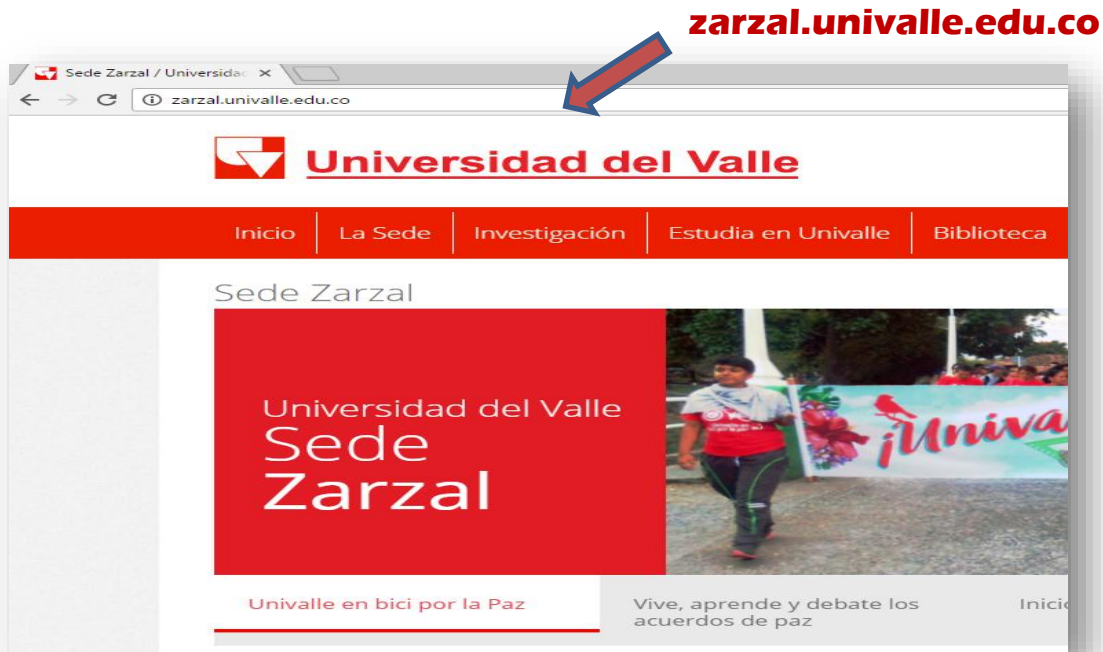 zarzal.univalle.edu.co
Sede Zarzal / Universidad
zarzal.univalle.edu.co
Universidad del Valle
Inicio La Sede Investigación Estudia en Univalle Biblioteca
Sede Zarzal
Universidad del Valle
Sede
Zarzal
¡Univa
Univalle en bici por la Paz
Vive, aprende y debate los
acuerdos de paz
Inicio